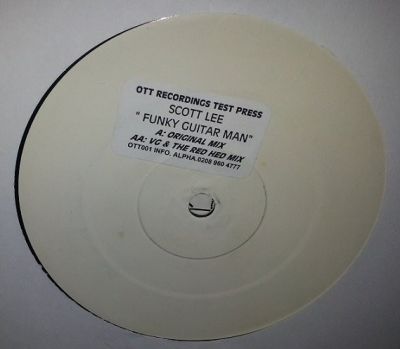 OTT RECORDINGS TEST PRESS
SCOTT LEE
" FUNKY GUITAR MAN"
A: ORIGINAL MIX
AA: VG & THE RED HED MIX
OTT001 INFO. ALPHA.0208 980 4777